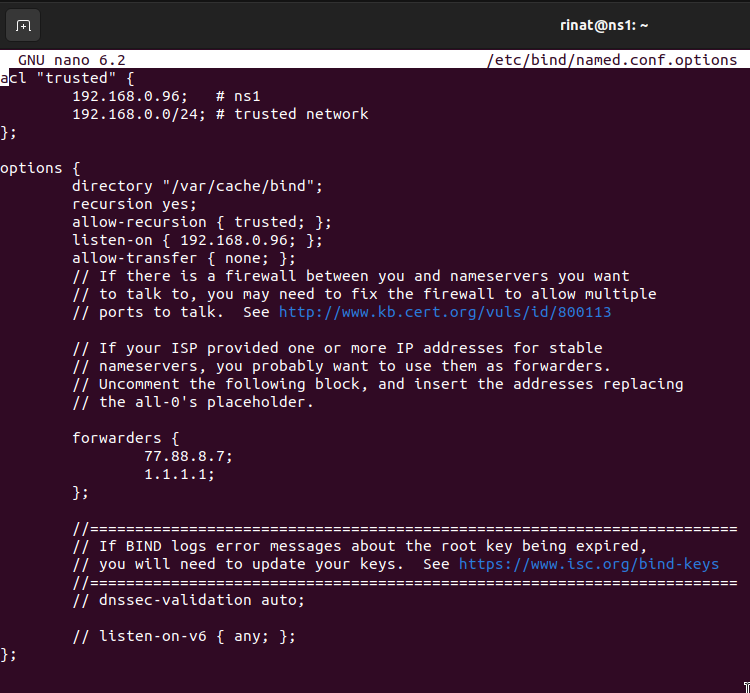 rinat@ns1: ~
GNU nano 6.2 /etc/bind/named.conf.options
acl "trusted" {
192.168.0.96; # ns1
192.168.0.0/24; # trusted network
};
options {
directory "/var/cache/bind";
recursion yes;
allow-recursion { trusted; };
listen-on { 192.168.0.96; };
allow-transfer { none; };
// If there is a firewall between you and nameservers you want
// to talk to, you may need to fix the firewall to allow multiple
// ports to talk.  See http://www.kb.cert.org/vuls/id/800113
// If your ISP provided one or more IP addresses for stable
// nameservers, you probably want to use them as forwarders.
// Uncomment the following block, and insert the addresses replacing
// the all-0's placeholder.
forwarders {
77.88.8.7;
1.1.1.1;
};
//========================================================================
// If BIND logs error messages about the root key being expired,
// you will need to update your keys.  See https://www.isc.org/bind-keys
//========================================================================
// dnssec-validation auto;
// listen-on-v6 { any; };
};